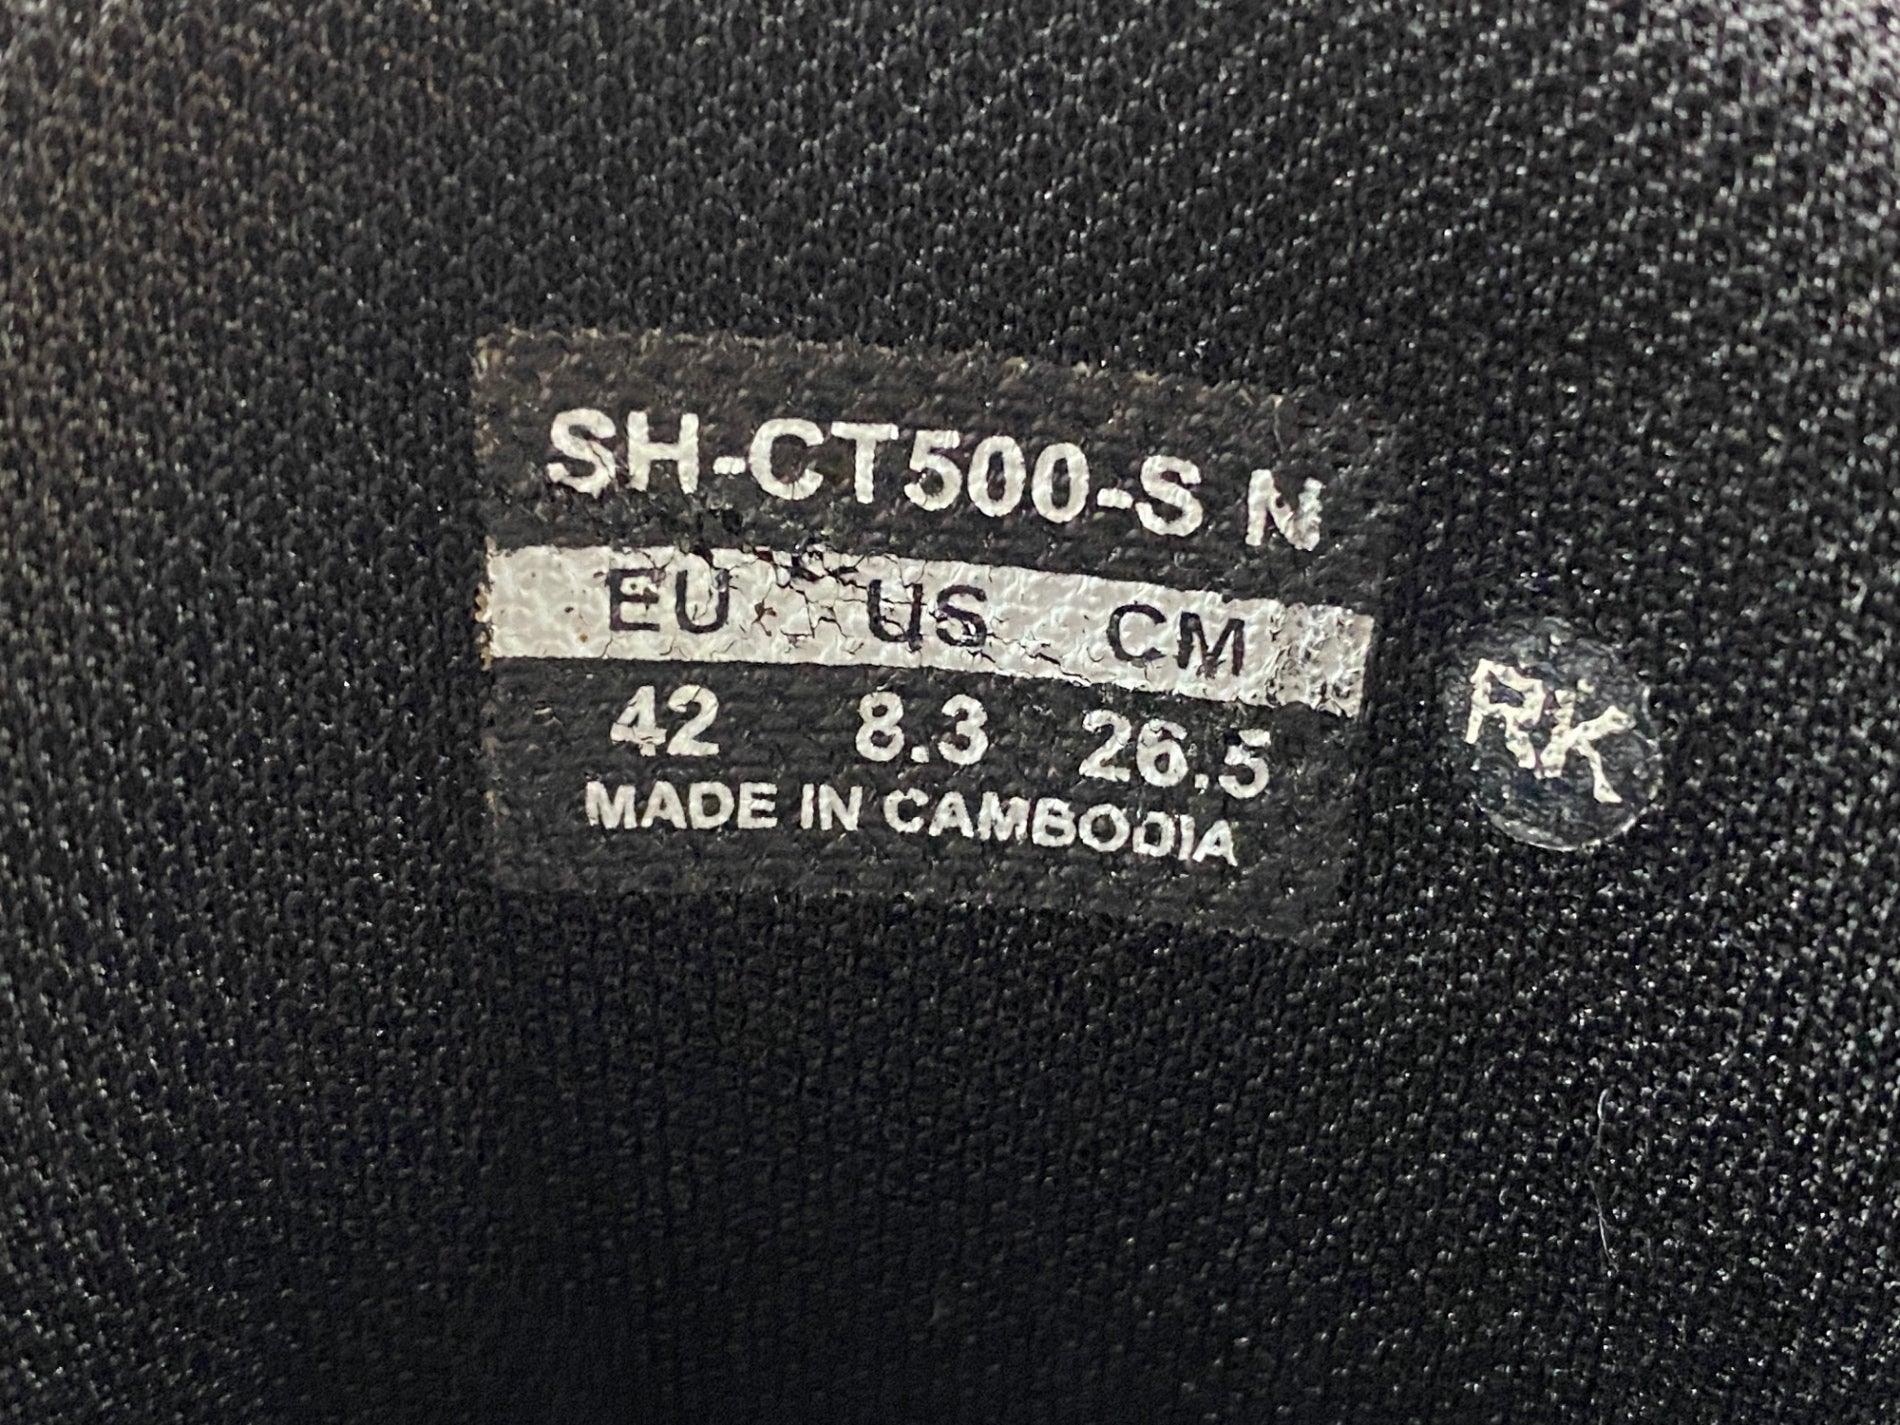 SH-CT500-S N
EU US CM
42 8.3 26.5
MADE IN CAMBODIA
RK